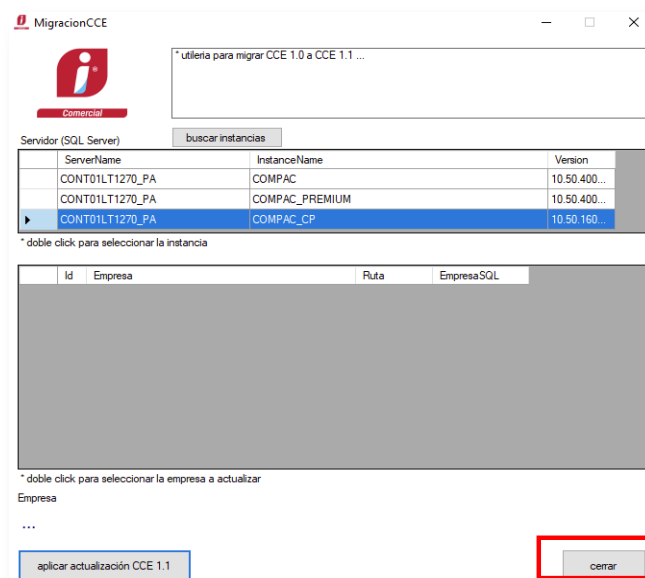 MigracionCCE
* utileria para migrar CCE 1.0 a CCE 1.1 ...
Comercial
Servidor (SQL Server)
buscar instancias
ServerName InstanceName Version
CONT01LT1270_PA COMPAC 10.50.400...
CONT01LT1270_PA COMPAC_PREMIUM 10.50.400...
CONT01LT1270_PA COMPAC_CP 10.50.160...
* doble click para seleccionar la instancia
Id Empresa Ruta EmpresaSQL
* doble click para seleccionar la empresa a actualizar
Empresa
...
aplicar actualización CCE 1.1
cerrar